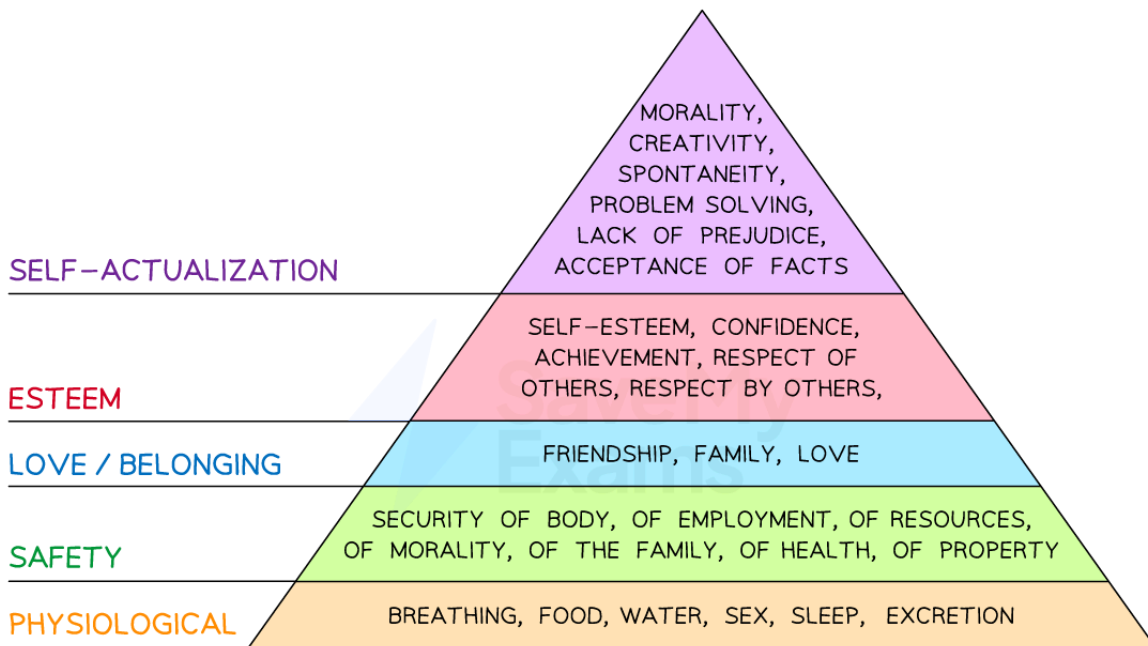 MORALITY,
CREATIVITY,
SPONTANEITY,
PROBLEM SOLVING,
LACK OF PREJUDICE,
ACCEPTANCE OF FACTS
SELF-ACTUALIZATION
SELF-ESTEEM, CONFIDENCE,
ACHIEVEMENT, RESPECT OF
OTHERS, RESPECT BY OTHERS,
ESTEEM
FRIENDSHIP, FAMILY, LOVE
LOVE / BELONGING
SECURITY OF BODY, OF EMPLOYMENT, OF RESOURCES,
OF MORALITY, OF THE FAMILY, OF HEALTH, OF PROPERTY
SAFETY
BREATHING, FOOD, WATER, SEX, SLEEP, EXCRETION
PHYSIOLOGICAL
SaveMy
Exams